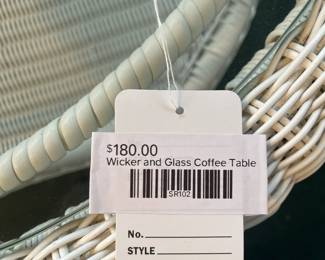 $180.00
Wicker and Glass Coffee Table
SR102
No.
STYLE